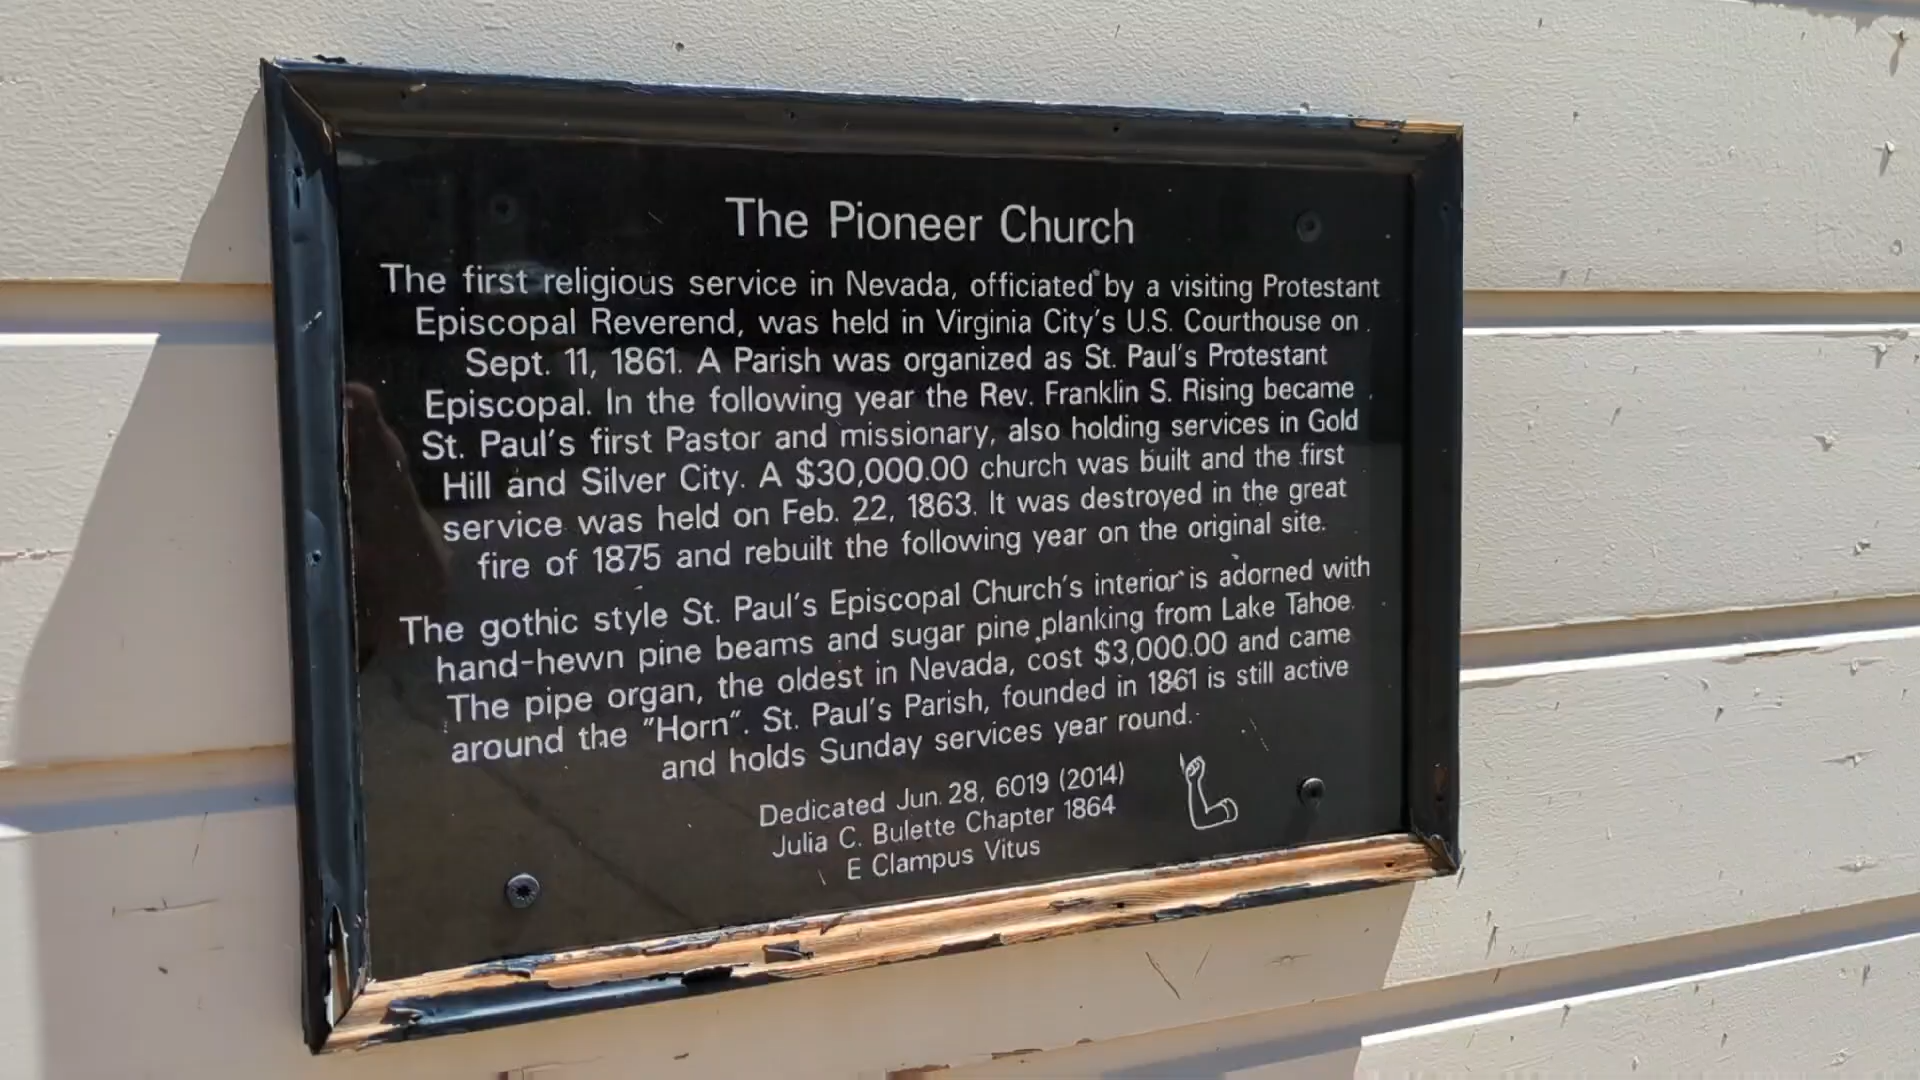 The Pioneer Church
The first religious service in Nevada, officiated by a visiting Protestant
Episcopal Reverend, was held in Virginia City's U.S. Courthouse on
Sept. 11, 1861. A Parish was organized as St. Paul's Protestant
Episcopal. In the following year the Rev. Franklin S. Rising became
St. Paul's first Pastor and missionary, also holding services in Gold
Hill and Silver City. A $30,000.00 church was built and the first
service was held on Feb. 22, 1863. It was destroyed in the great
fire of 1875 and rebuilt the following year on the original site.
The gothic style St. Paul's Episcopal Church's interior is adorned with
hand-hewn pine beams and sugar pine planking from Lake Tahoe.
The pipe organ, the oldest in Nevada, cost $3,000.00 and came
around the "Horn". St. Paul's Parish, founded in 1861 is still active
and holds Sunday services year round.
Dedicated Jun. 28, 6019 (2014)
Julia C. Bulette Chapter 1864
E Clampus Vitus